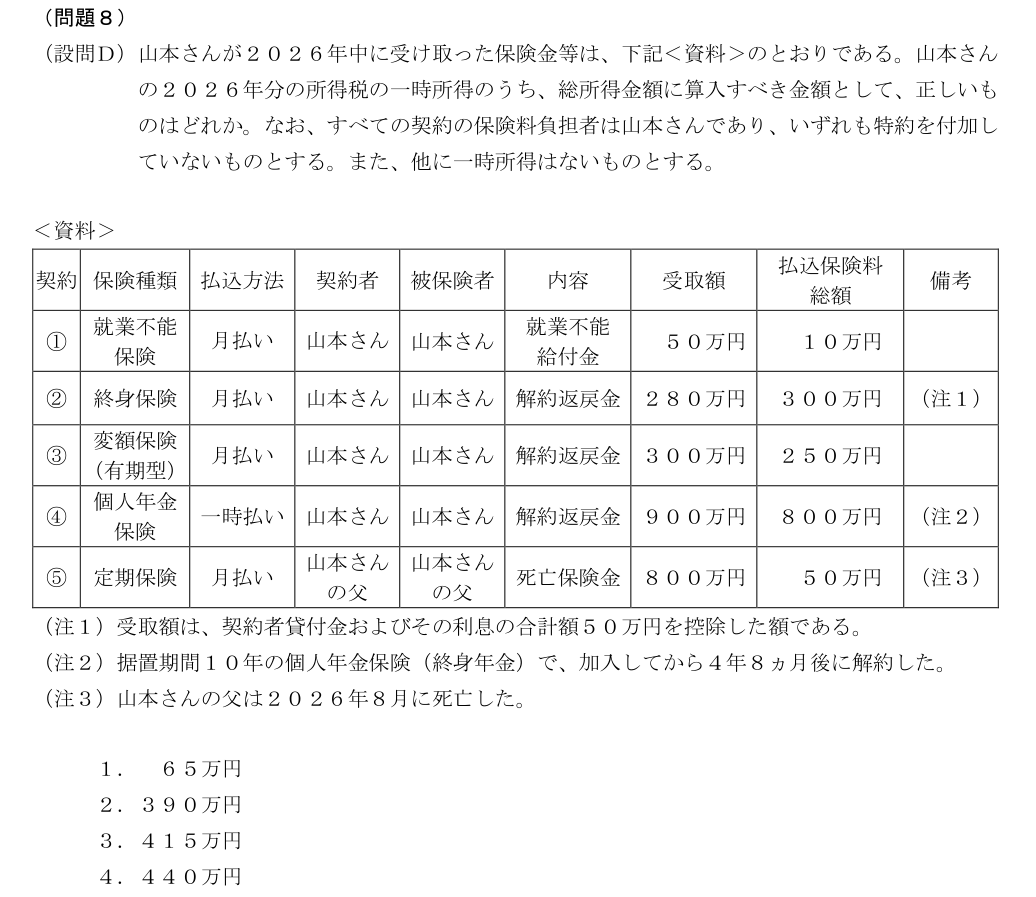 （問題８）
（設問Ｄ）山本さんが２０２６年中に受け取った保険金等は、下記＜資料＞のとおりである。山本さん
の２０２６年分の所得税の一時所得のうち、総所得金額に算入すべき金額として、正しいも
のはどれか。なお、すべての契約の保険料負担者は山本さんであり、いずれも特約を付加し
ていないものとする。また、他に一時所得はないものとする。
＜資料＞
契約 保険種類 払込方法 契約者 被保険者 内容 受取額 払込保険料総額 備考
① 就業不能保険 月払い 山本さん 山本さん 就業不能給付金 ５０万円 １０万円
② 終身保険 月払い 山本さん 山本さん 解約返戻金 ２８０万円 ３００万円 （注１）
③ 変額保険（有期型） 月払い 山本さん 山本さん 解約返戻金 ３００万円 ２５０万円
④ 個人年金保険 一時払い 山本さん 山本さん 解約返戻金 ９００万円 ８００万円 （注２）
⑤ 定期保険 月払い 山本さんの父 山本さんの父 死亡保険金 ８００万円 ５０万円 （注３）
（注１）受取額は、契約者貸付金およびその利息の合計額５０万円を控除した額である。
（注２）据置期間１０年の個人年金保険（終身年金）で、加入してから４年８ヵ月後に解約した。
（注３）山本さんの父は２０２６年８月に死亡した。
１．　６５万円
２．３９０万円
３．４１５万円
４．４４０万円